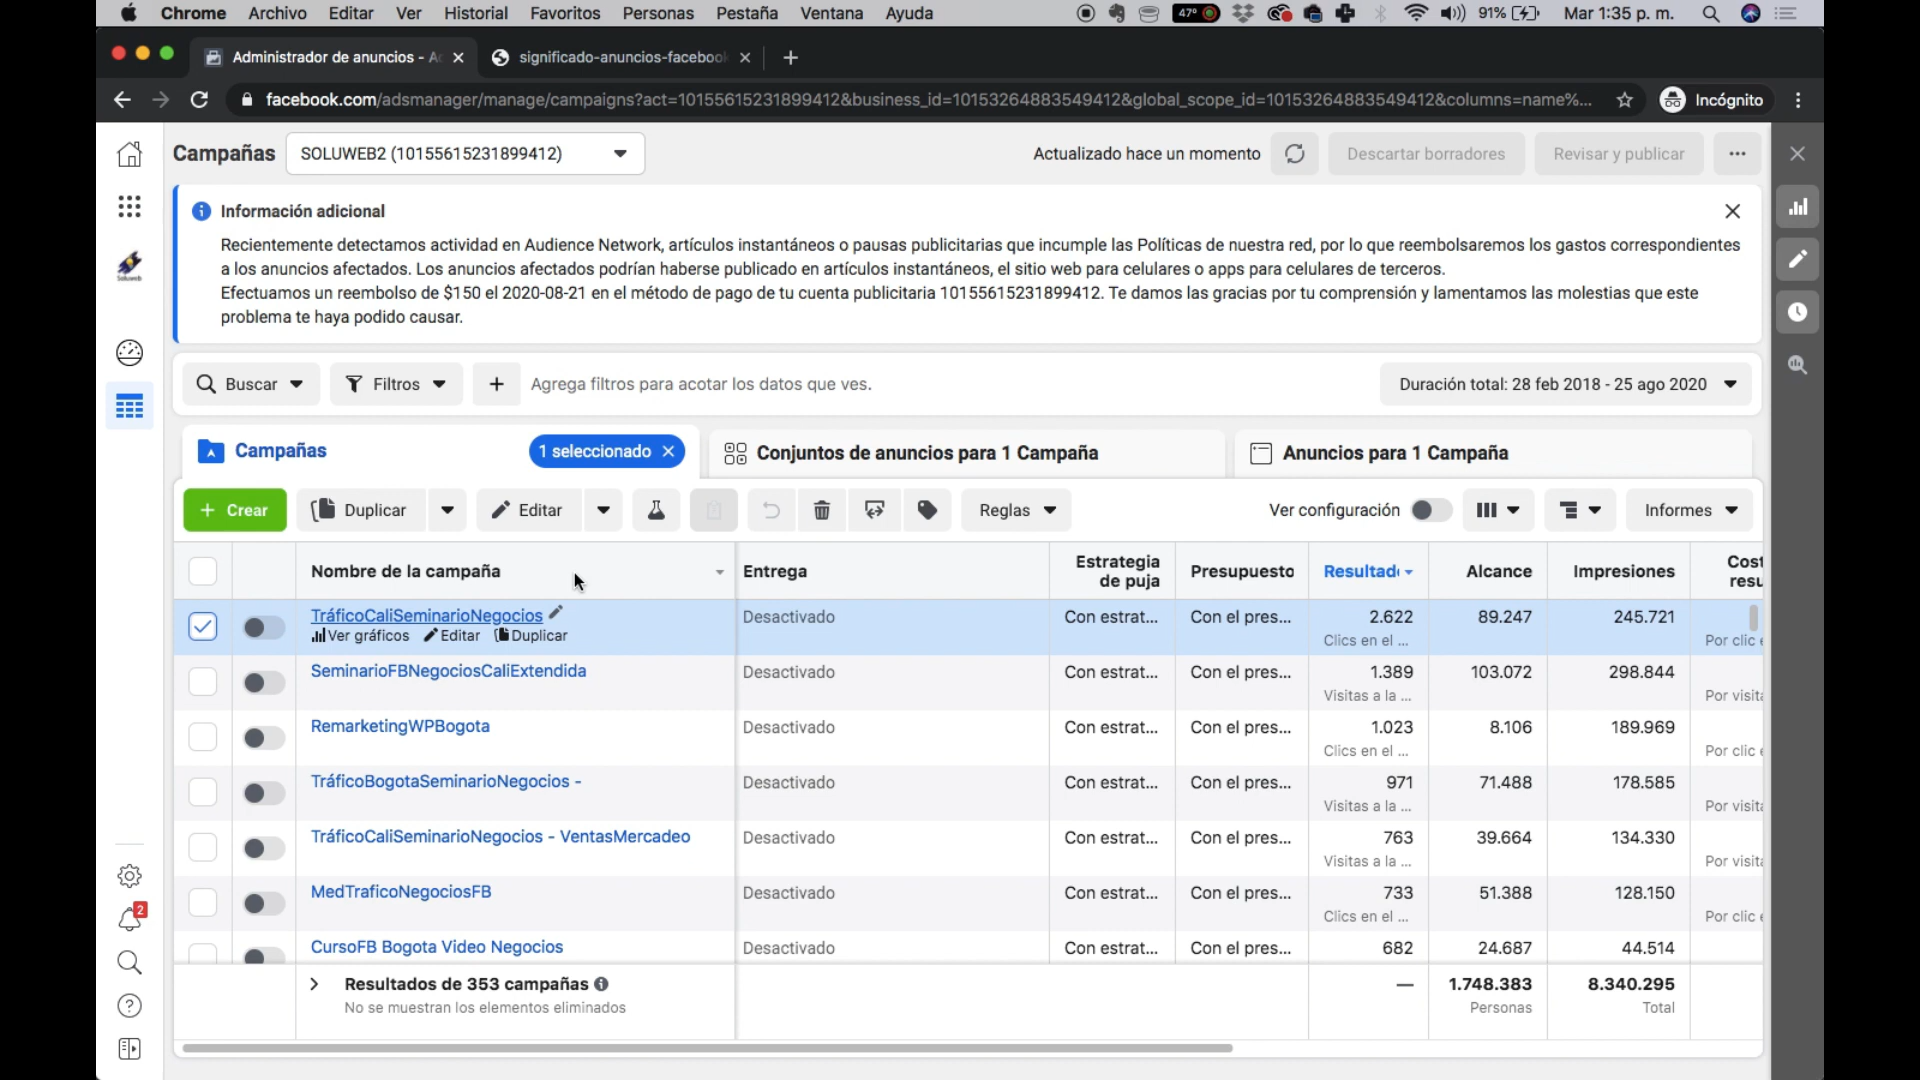 Chrome Archivo Editar Ver Historial Favoritos Personas Pestaña Ventana Ayuda 47° 91% Mar 1:35 p. m.
Administrador de anuncios - A significado-anuncios-facebook
facebook.com/adsmanager/manage/campaigns?act=10155615231899412&business_id=10153264883549412&global_scope_id=10153264883549412&columns=name%... Incógnito
Campañas SOLUWEB2 (10155615231899412) Actualizado hace un momento Descartar borradores Revisar y publicar
Información adicional
Recientemente detectamos actividad en Audience Network, artículos instantáneos o pausas publicitarias que incumple las Políticas de nuestra red, por lo que reembolsaremos los gastos correspondientes
a los anuncios afectados. Los anuncios afectados podrían haberse publicado en artículos instantáneos, el sitio web para celulares o apps para celulares de terceros.
Efectuamos un reembolso de $150 el 2020-08-21 en el método de pago de tu cuenta publicitaria 10155615231899412. Te damos las gracias por tu comprensión y lamentamos las molestias que este
problema te haya podido causar.
Soluweb
Buscar Filtros + Agrega filtros para acotar los datos que ves. Duración total: 28 feb 2018 - 25 ago 2020
Campañas 1 seleccionado Conjuntos de anuncios para 1 Campaña Anuncios para 1 Campaña
+ Crear Duplicar Editar Reglas Ver configuración Informes
Nombre de la campaña Entrega Estrategia de puja Presupuesto Resultad Alcance Impresiones Cost resu
TráficoCaliSeminarioNegocios Desactivado Con estrat... Con el pres... 2.622 89.247 245.721
Ver gráficos Editar Duplicar Clics en el ... Por clic e
SeminarioFBNegociosCaliExtendida Desactivado Con estrat... Con el pres... 1.389 103.072 298.844
Visitas a la ... Por visita
RemarketingWPBogota Desactivado Con estrat... Con el pres... 1.023 8.106 189.969
Clics en el ... Por clic e
TráficoBogotaSeminarioNegocios - Desactivado Con estrat... Con el pres... 971 71.488 178.585
Visitas a la ... Por visita
TráficoCaliSeminarioNegocios - VentasMercadeo Desactivado Con estrat... Con el pres... 763 39.664 134.330
Visitas a la ... Por visita
MedTraficoNegociosFB Desactivado Con estrat... Con el pres... 733 51.388 128.150
Clics en el ... Por clic e
CursoFB Bogota Video Negocios Desactivado Con estrat... Con el pres... 682 24.687 44.514
2
Resultados de 353 campañas — 1.748.383 8.340.295
No se muestran los elementos eliminados Personas Total